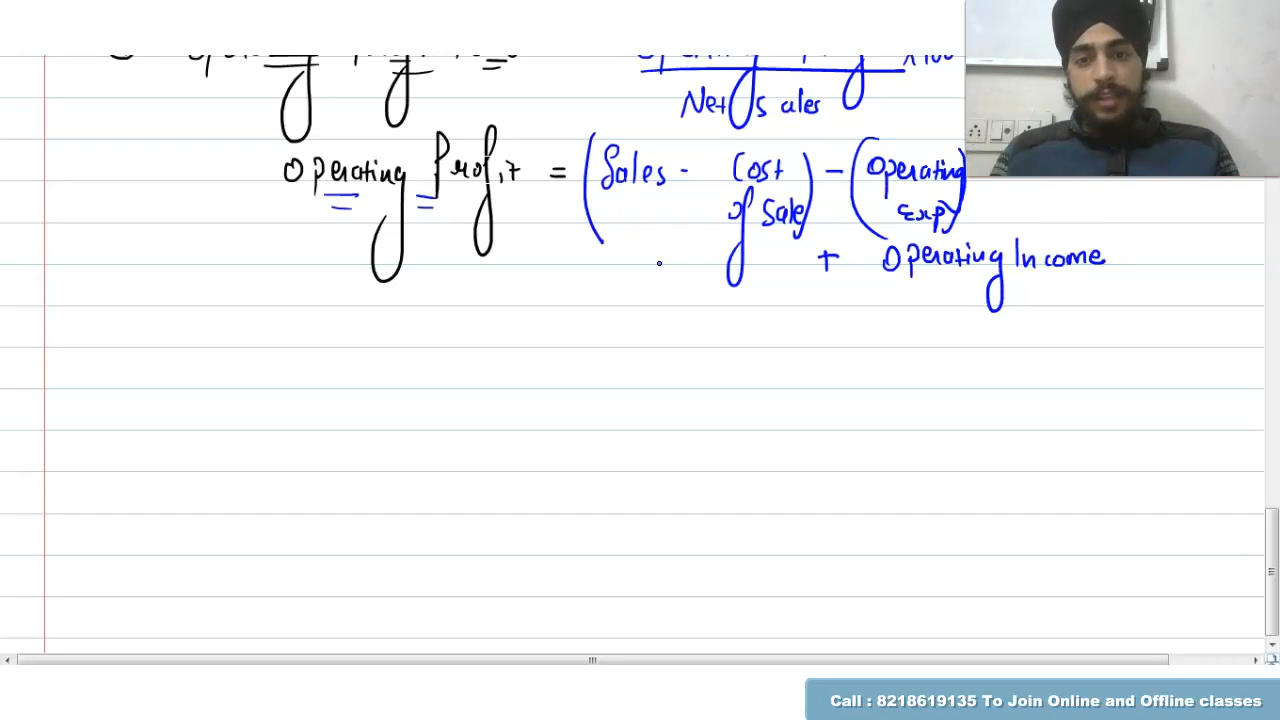 Net Sales
Operating Profit = (Sales - Cost of Sale) - (Operating Exp)
+ Operating Income
Call : 8218619135 To Join Online and Offline classes